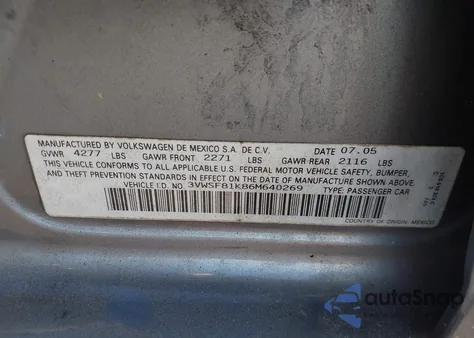 MANUFACTURED BY VOLKSWAGEN DE MEXICO S.A. DE C.V. DATE 07.05
GVWR 4277 LBS GAWR FRONT 2271 LBS GAWR REAR 2116 LBS
THIS VEHICLE CONFORMS TO ALL APPLICABLE U.S. FEDERAL MOTOR VEHICLE SAFETY, BUMPER,
AND THEFT PREVENTION STANDARDS IN EFFECT ON THE DATE OF MANUFACTURE SHOWN ABOVE.
VEHICLE I.D. NO.: 3VWSF81K86M640269 TYPE: PASSENGER CAR
COUNTRY OF ORIGIN: MEXICO
autoSnap